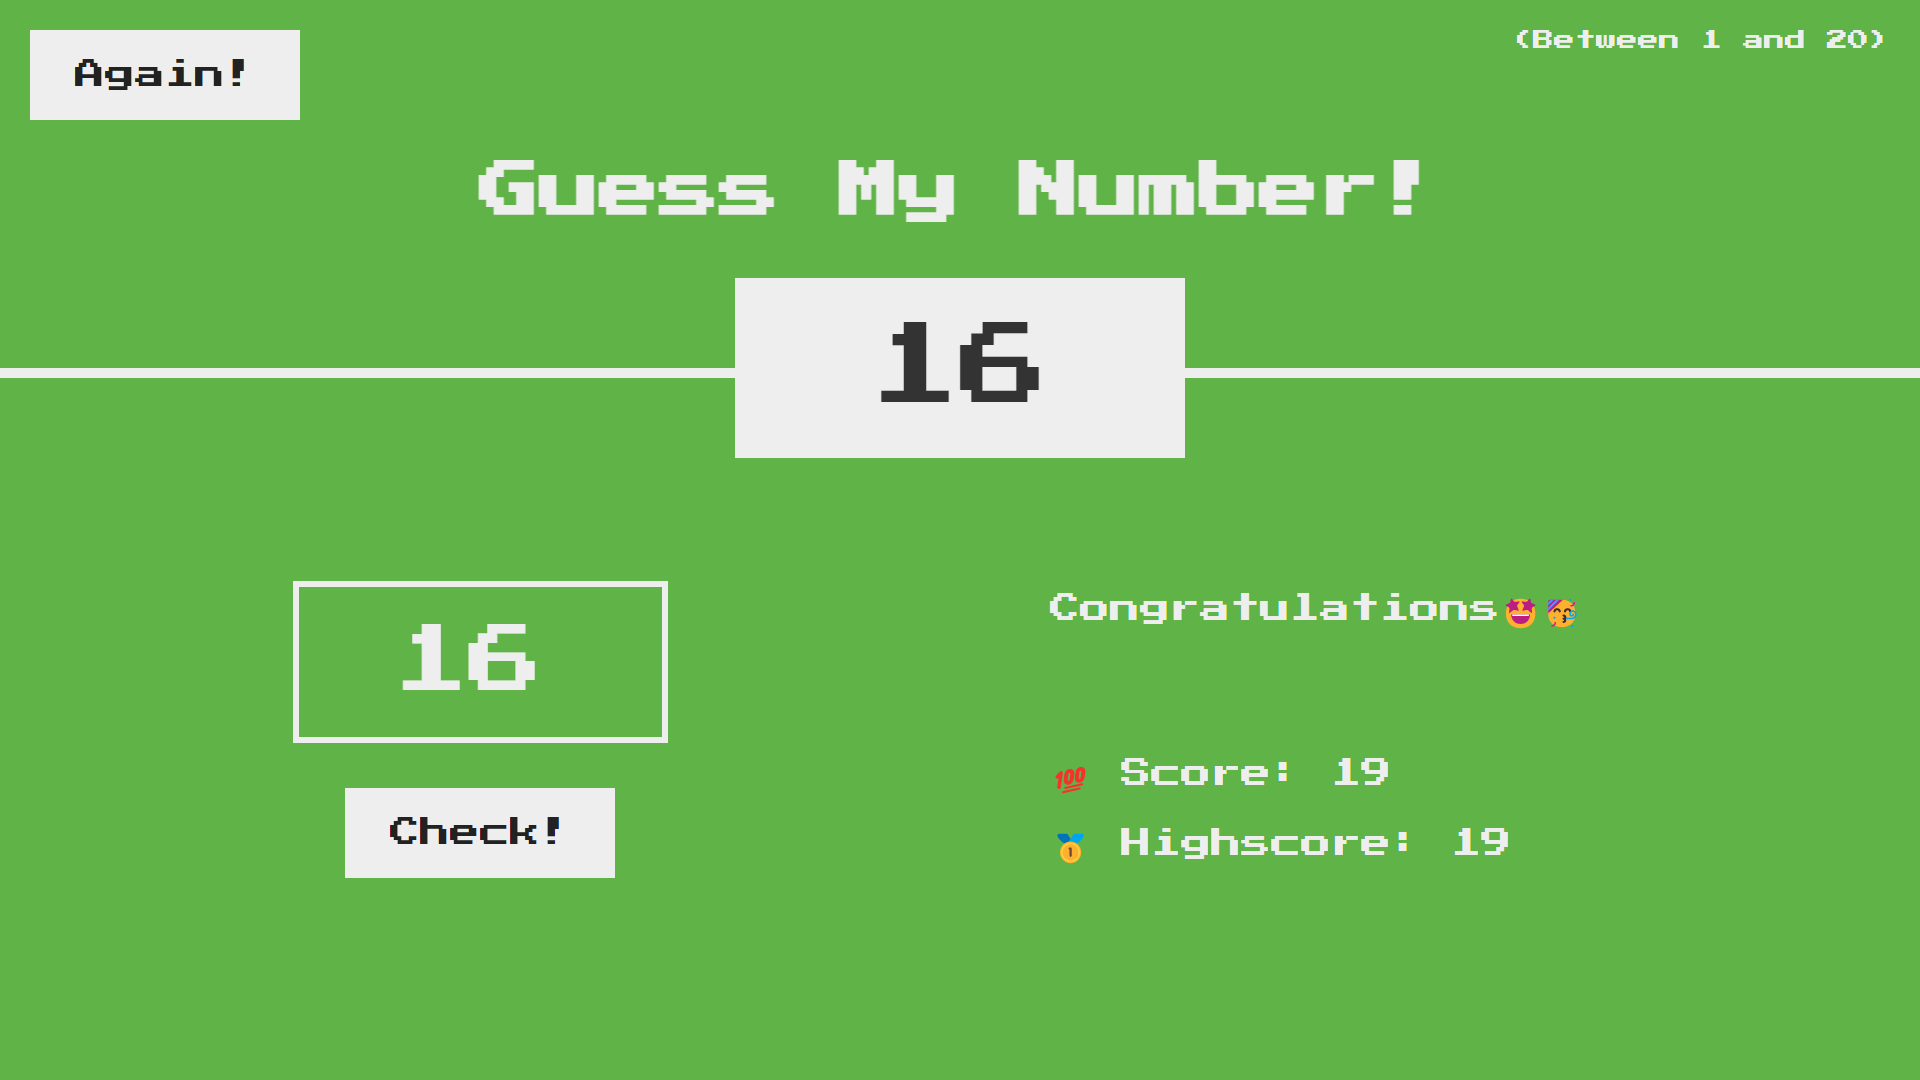 Again!
(Between 1 and 20)
Guess My Number!
16
16
Check!
Congratulations🤩🥳
💯 Score: 19
🥇 Highscore: 19